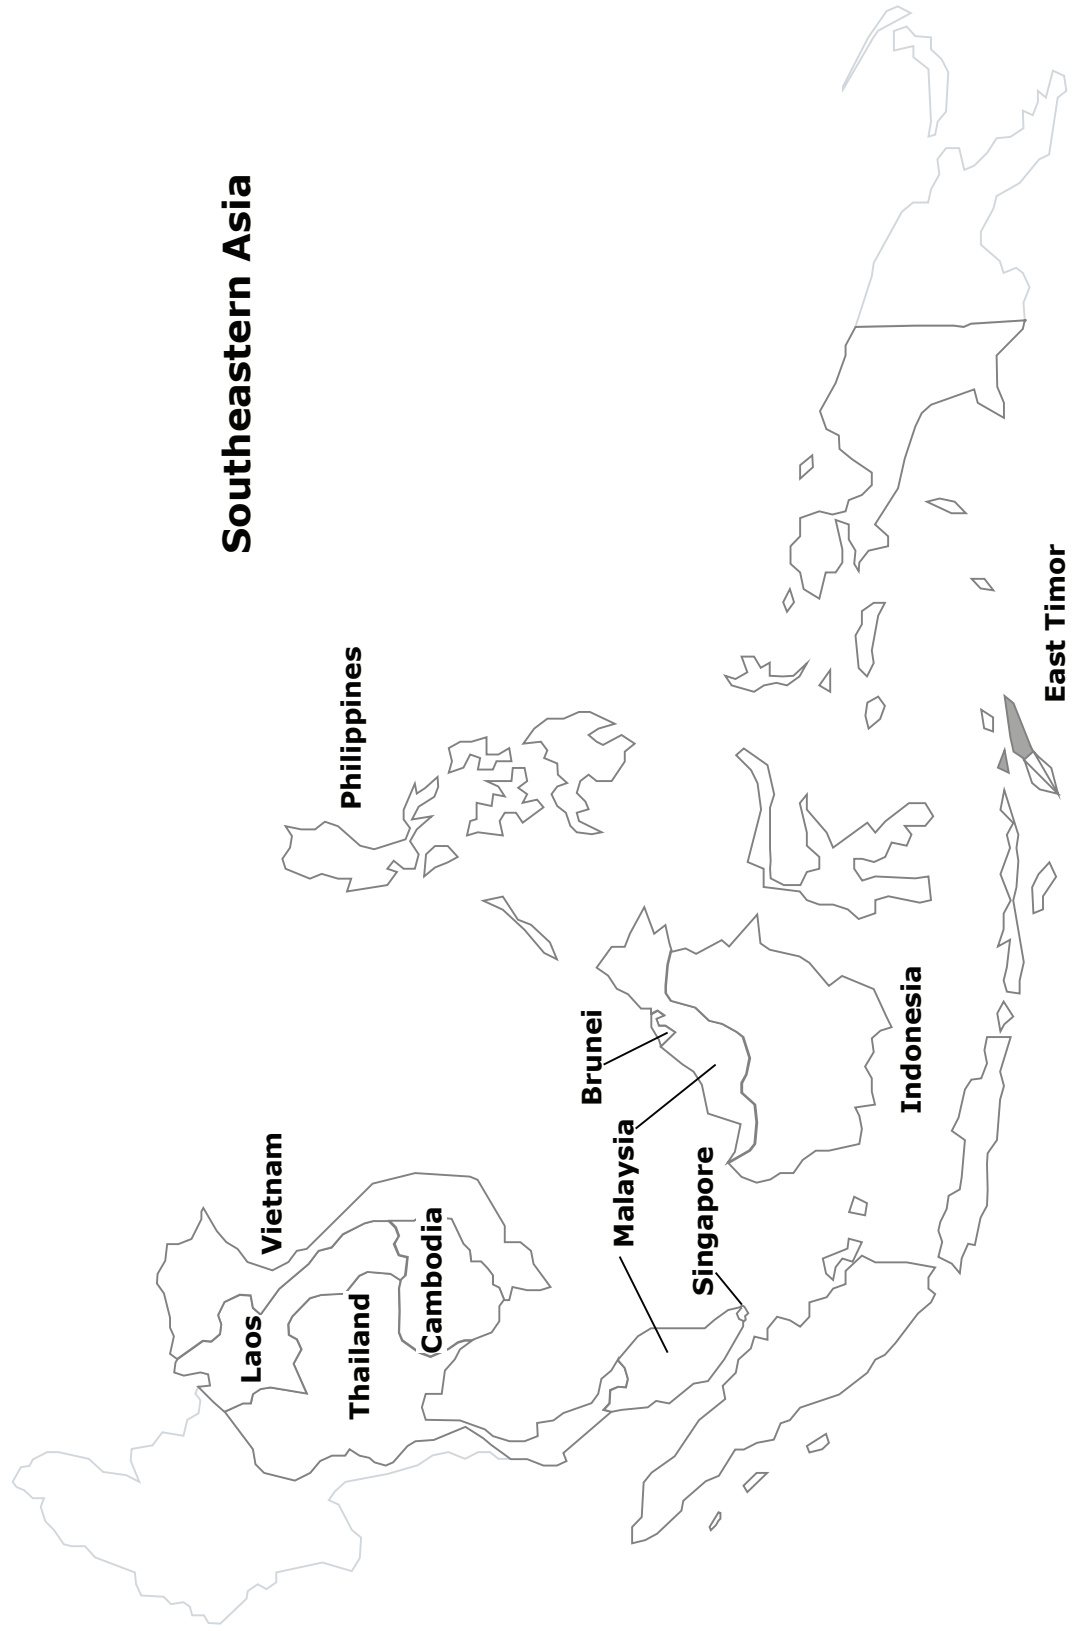 Southeastern Asia
Philippines
Vietnam
Laos
Thailand
Cambodia
Brunei
Malaysia
Singapore
Indonesia
East Timor